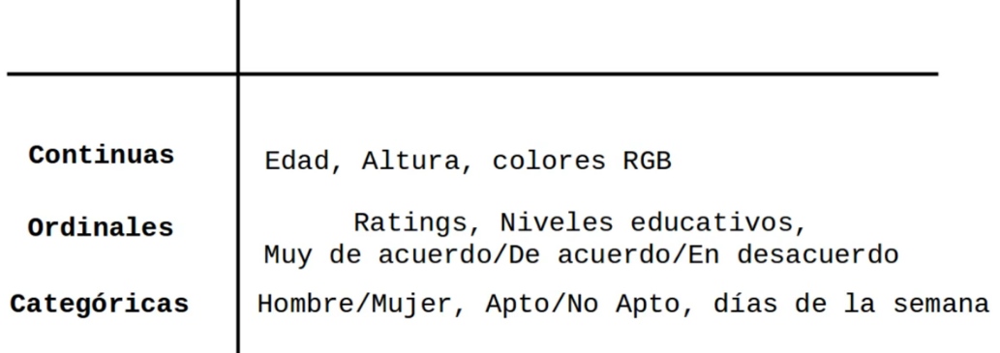 Continuas
Edad, Altura, colores RGB
Ordinales
Ratings, Niveles educativos,
Muy de acuerdo/De acuerdo/En desacuerdo
Categóricas
Hombre/Mujer, Apto/No Apto, días de la semana